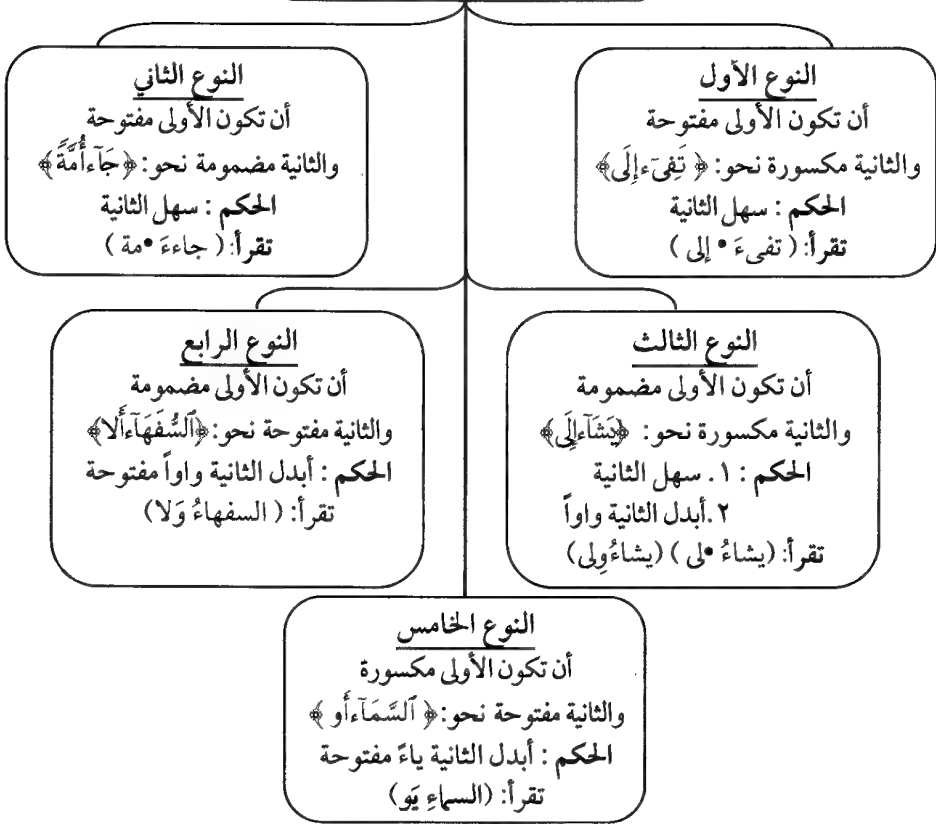 النوع الأول
أن تكون الأولى مفتوحة
والثانية مكسورة نحو: ﴿ تَفِىٓءَ إِلَى﴾
الحكم : سهل الثانية
تقرأ: ( تفىءَ • إلى )
النوع الثاني
أن تكون الأولى مفتوحة
والثانية مضمومة نحو: ﴿جَآءَ أُمَّةً﴾
الحكم : سهل الثانية
تقرأ: ( جاءءَ •مة )
النوع الثالث
أن تكون الأولى مضمومة
والثانية مكسورة نحو: ﴿يَشَآءُ إِلَى﴾
الحكم : ١. سهل الثانية
٢.أبدل الثانية واواً
تقرأ: (يشاءُ •لى ) (يشاءُوِلى)
النوع الرابع
أن تكون الأولى مضمومة
والثانية مفتوحة نحو:﴿ٱلسُّفَهَآءُ أَلا﴾
الحكم : أبدل الثانية واواً مفتوحة
تقرأ: ( السفهاءُ وَلا)
النوع الخامس
أن تكون الأولى مكسورة
والثانية مفتوحة نحو:﴿ ٱلسَّمَآءِ أَو ﴾
الحكم : أبدل الثانية ياءً مفتوحة
تقرأ: (السماءِ يَو)